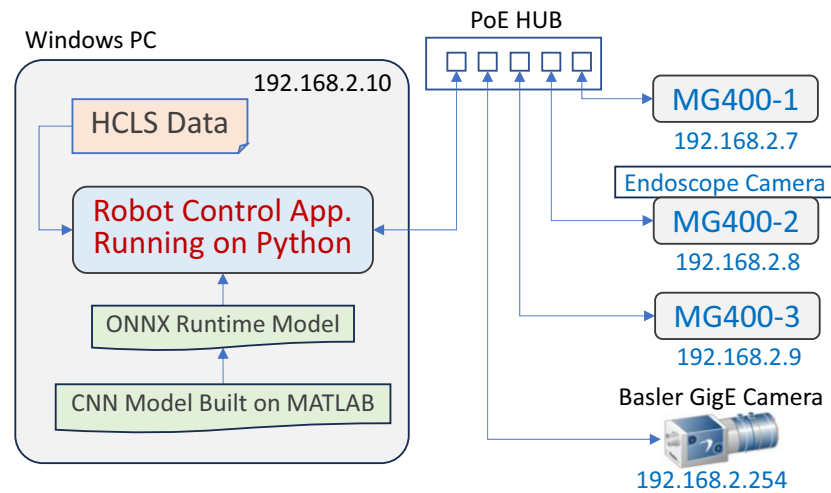 PoE HUB
Windows PC
192.168.2.10
HCLS Data
Robot Control App.
Running on Python
ONNX Runtime Model
CNN Model Built on MATLAB
MG400-1
192.168.2.7
Endoscope Camera
MG400-2
192.168.2.8
MG400-3
192.168.2.9
Basler GigE Camera
192.168.2.254